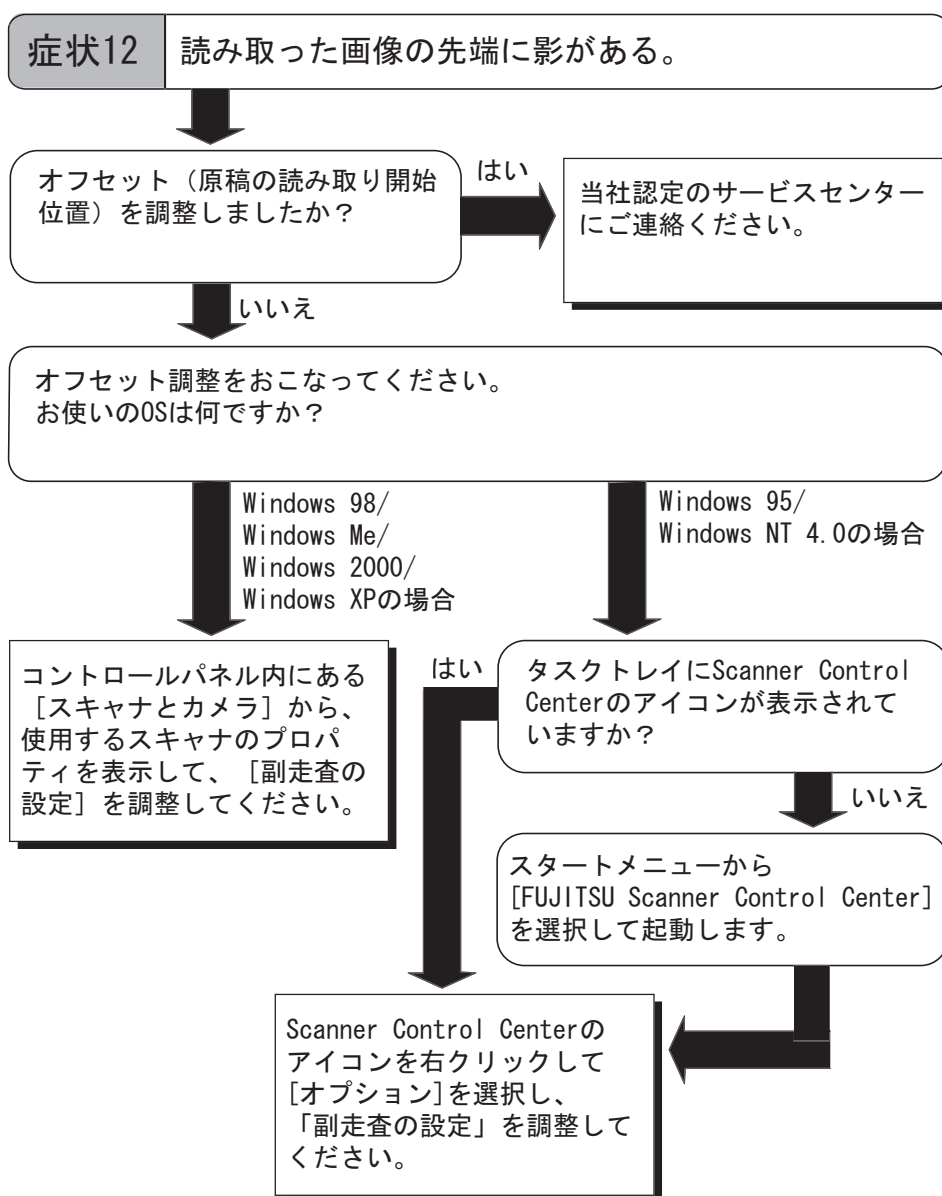 症状12 読み取った画像の先端に影がある。
オフセット（原稿の読み取り開始
位置）を調整しましたか？
はい
当社認定のサービスセンター
にご連絡ください。
いいえ
オフセット調整をおこなってください。
お使いのOSは何ですか？
Windows 98/
Windows Me/
Windows 2000/
Windows XPの場合
Windows 95/
Windows NT 4.0の場合
コントロールパネル内にある
［スキャナとカメラ］から、
使用するスキャナのプロパ
ティを表示して、［副走査の
設定］を調整してください。
はい
タスクトレイにScanner Control
Centerのアイコンが表示されて
いますか？
いいえ
スタートメニューから
[FUJITSU Scanner Control Center]
を選択して起動します。
Scanner Control Centerの
アイコンを右クリックして
[オプション]を選択し、
「副走査の設定」を調整して
ください。